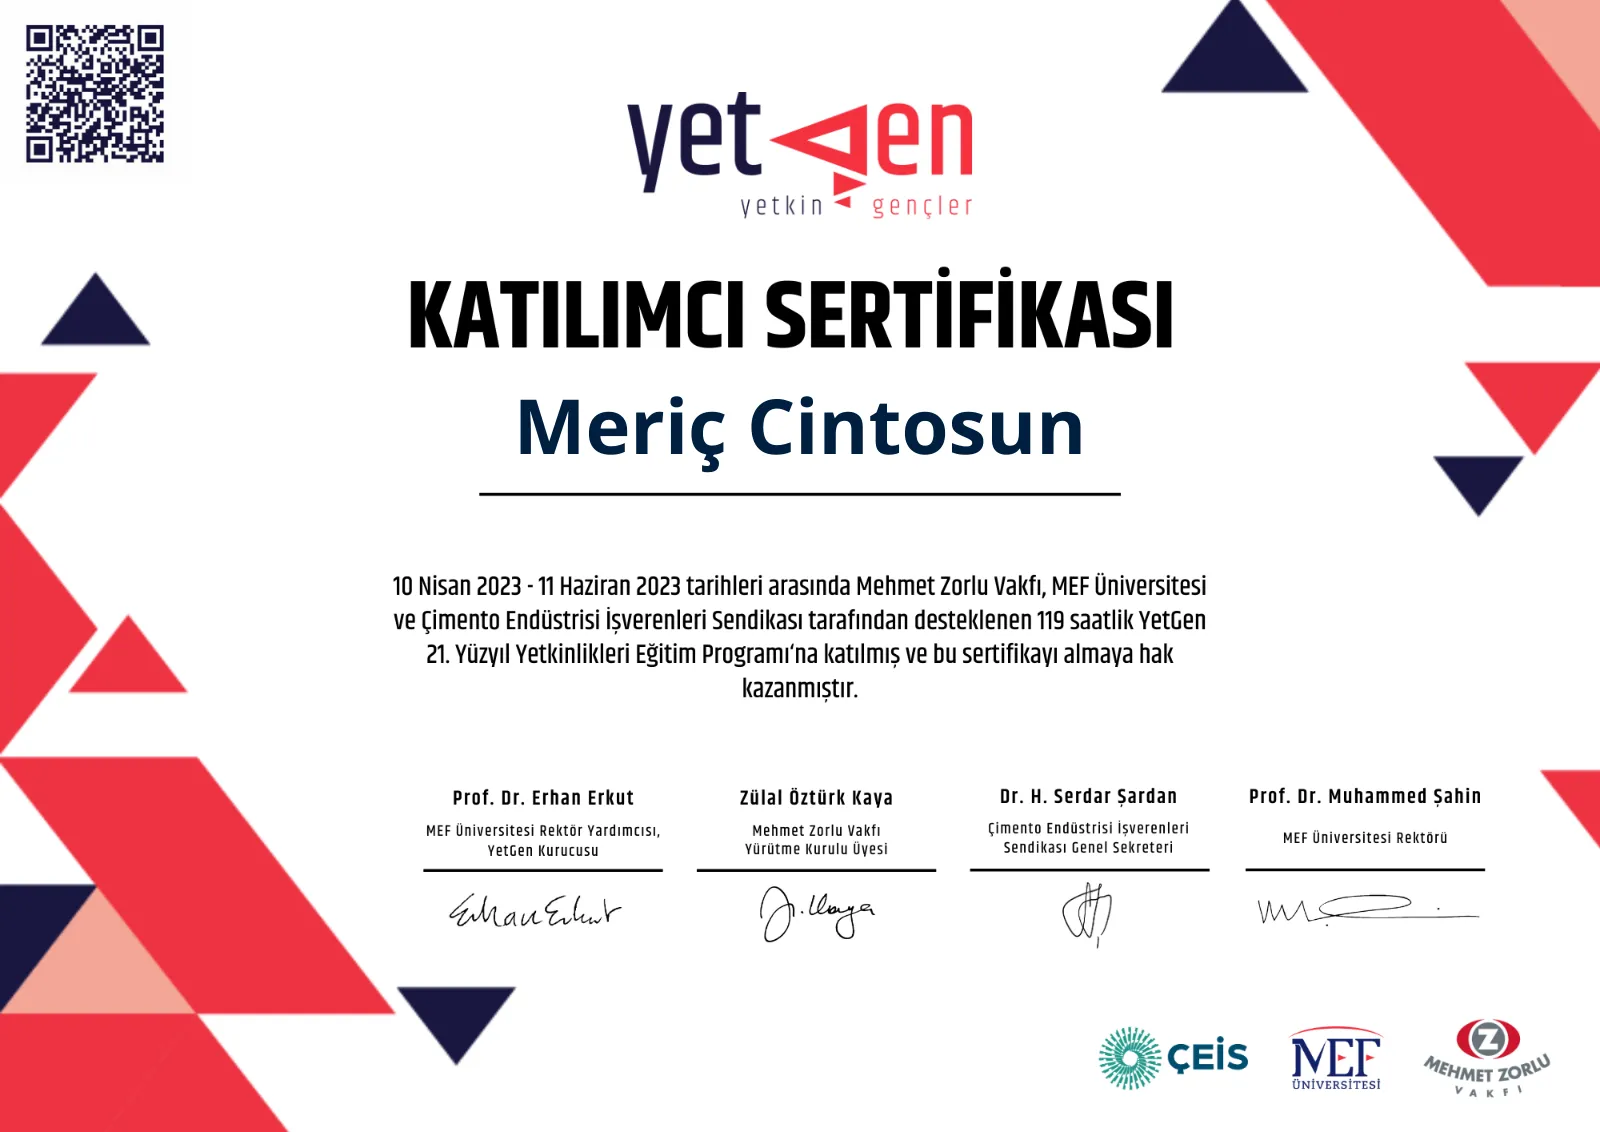 yetgen
yetkin gençler
KATILIMCI SERTİFİKASI
Meriç Cintosun
10 Nisan 2023 - 11 Haziran 2023 tarihleri arasında Mehmet Zorlu Vakfı, MEF Üniversitesi
ve Çimento Endüstrisi İşverenleri Sendikası tarafından desteklenen 119 saatlik YetGen
21. Yüzyıl Yetkinlikleri Eğitim Programı‘na katılmış ve bu sertifikayı almaya hak
kazanmıştır.
Prof. Dr. Erhan Erkut
MEF Üniversitesi Rektör Yardımcısı,
YetGen Kurucusu
Erhan Erkut
Zülal Öztürk Kaya
Mehmet Zorlu Vakfı
Yürütme Kurulu Üyesi
Dr. H. Serdar Şardan
Çimento Endüstrisi İşverenleri
Sendikası Genel Sekreteri
Prof. Dr. Muhammed Şahin
MEF Üniversitesi Rektörü
ÇEİS
MEF
ÜNİVERSİTESİ
Z
MEHMET ZORLU
VAKFI